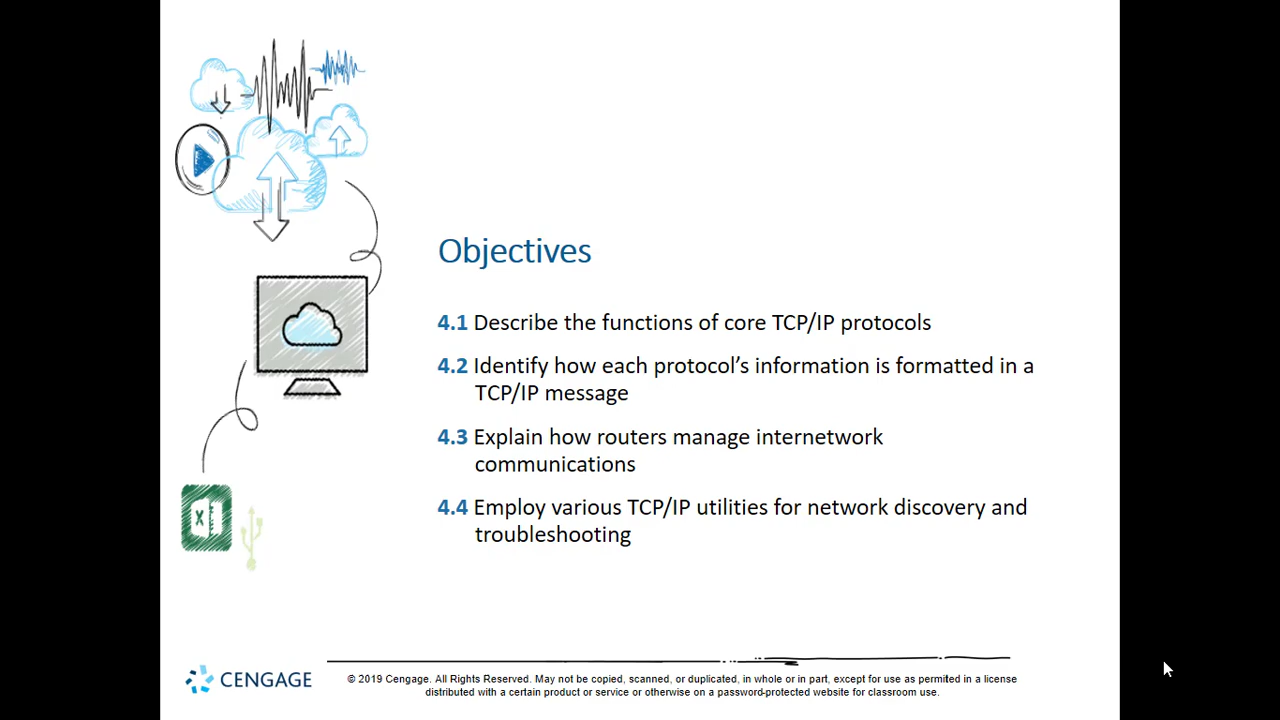 Objectives
4.1 Describe the functions of core TCP/IP protocols
4.2 Identify how each protocol’s information is formatted in a
TCP/IP message
4.3 Explain how routers manage internetwork
communications
4.4 Employ various TCP/IP utilities for network discovery and
troubleshooting
X
CENGAGE
© 2019 Cengage. All Rights Reserved. May not be copied, scanned, or duplicated, in whole or in part, except for use as permitted in a license
distributed with a certain product or service or otherwise on a password-protected website for classroom use.